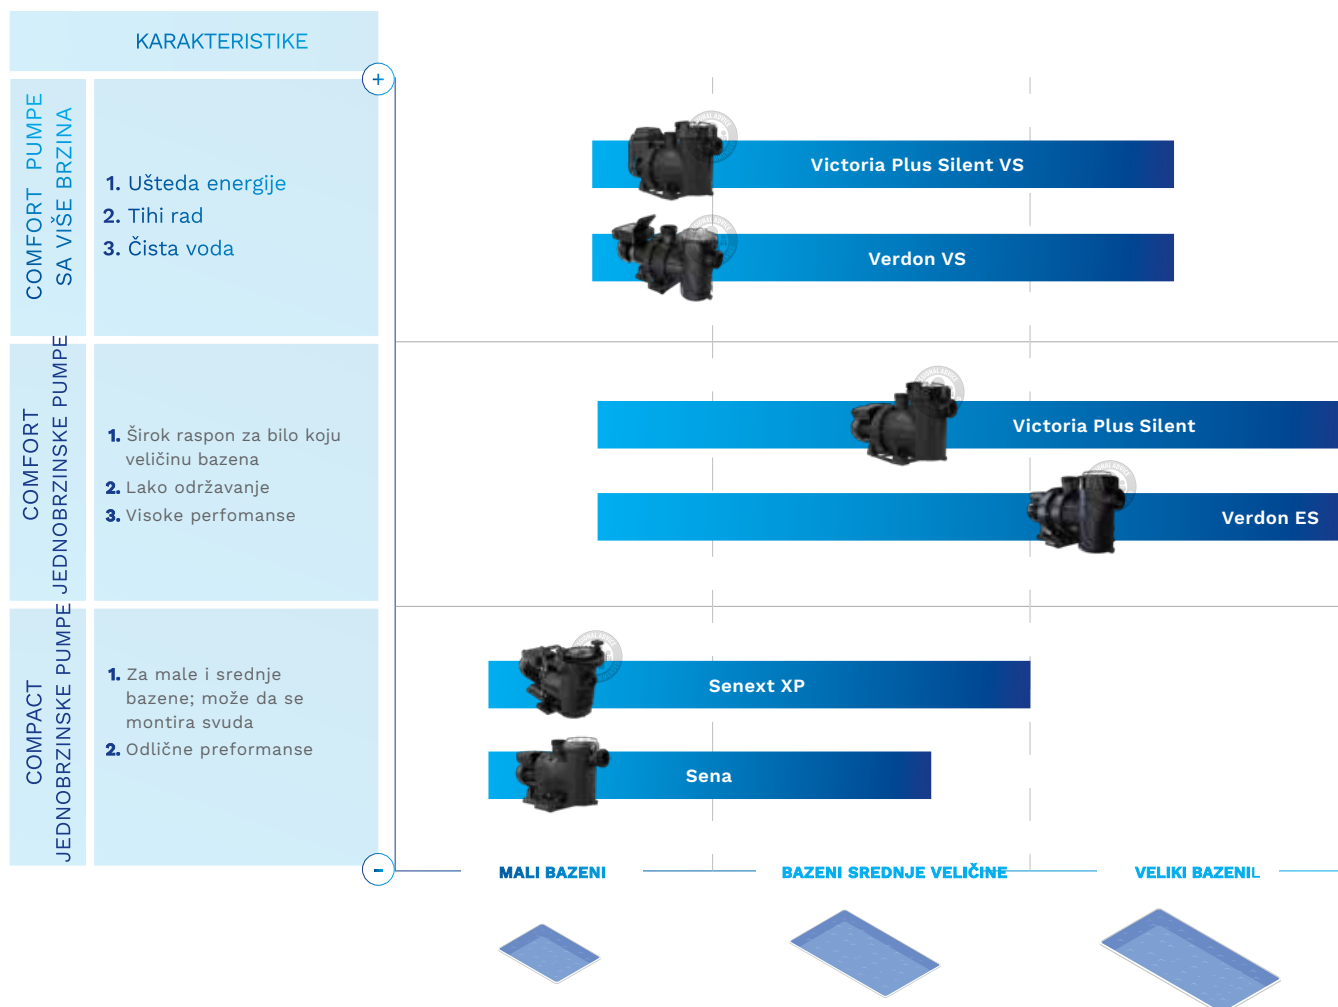 KARAKTERISTIKE
+
COMFORT PUMPE
SA VIŠE BRZINA
1. Ušteda energije
2. Tihi rad
3. Čista voda
Victoria Plus Silent VS
Verdon VS
COMFORT
JEDNOBRZINSKE PUMPE
1. Širok raspon za bilo koju
veličinu bazena
2. Lako održavanje
3. Visoke perfomanse
Victoria Plus Silent
Verdon ES
COMPACT
JEDNOBRZINSKE PUMPE
1. Za male i srednje
bazene; može da se
montira svuda
2. Odlične preformanse
Senext XP
Sena
-
MALI BAZENI
BAZENI SREDNJE VELIČINE
VELIKI BAZENIL